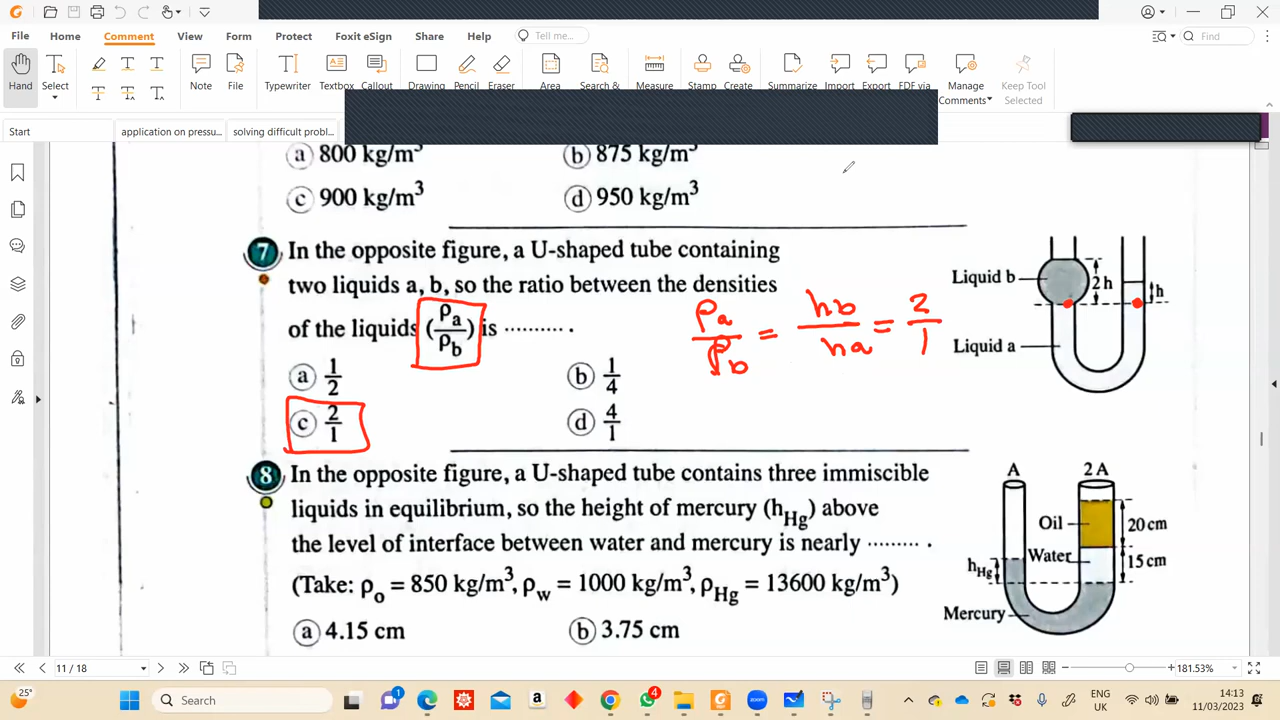 File Home Comment View Form Protect Foxit eSign Share Help Tell me... Find
Hand Select Note File Typewriter Textbox Callout Drawing Pencil Eraser Area Search & Measure Stamp Create Summarize Import Export FDF via Manage Comments Keep Tool Selected
Start application on pressu... solving difficult probl...
a 800 kg/m³ b 875 kg/m³
c 900 kg/m³ d 950 kg/m³
7 In the opposite figure, a U-shaped tube containing
two liquids a, b, so the ratio between the densities
of the liquids (ρa/ρb) is ·········· .
ρa/ρb = hb/ha = 2/1
a 1/2 b 1/4
c 2/1 d 4/1
Liquid b 2h h
Liquid a
8 In the opposite figure, a U-shaped tube contains three immiscible
liquids in equilibrium, so the height of mercury (hHg) above
the level of interface between water and mercury is nearly ········ .
(Take: ρo = 850 kg/m³, ρw = 1000 kg/m³, ρHg = 13600 kg/m³)
a 4.15 cm b 3.75 cm
A 2A
Oil 20 cm
Water 15 cm
hHg
Mercury
11 / 18 181.53%
25° Search 1 4 ENG UK 14:13 11/03/2023